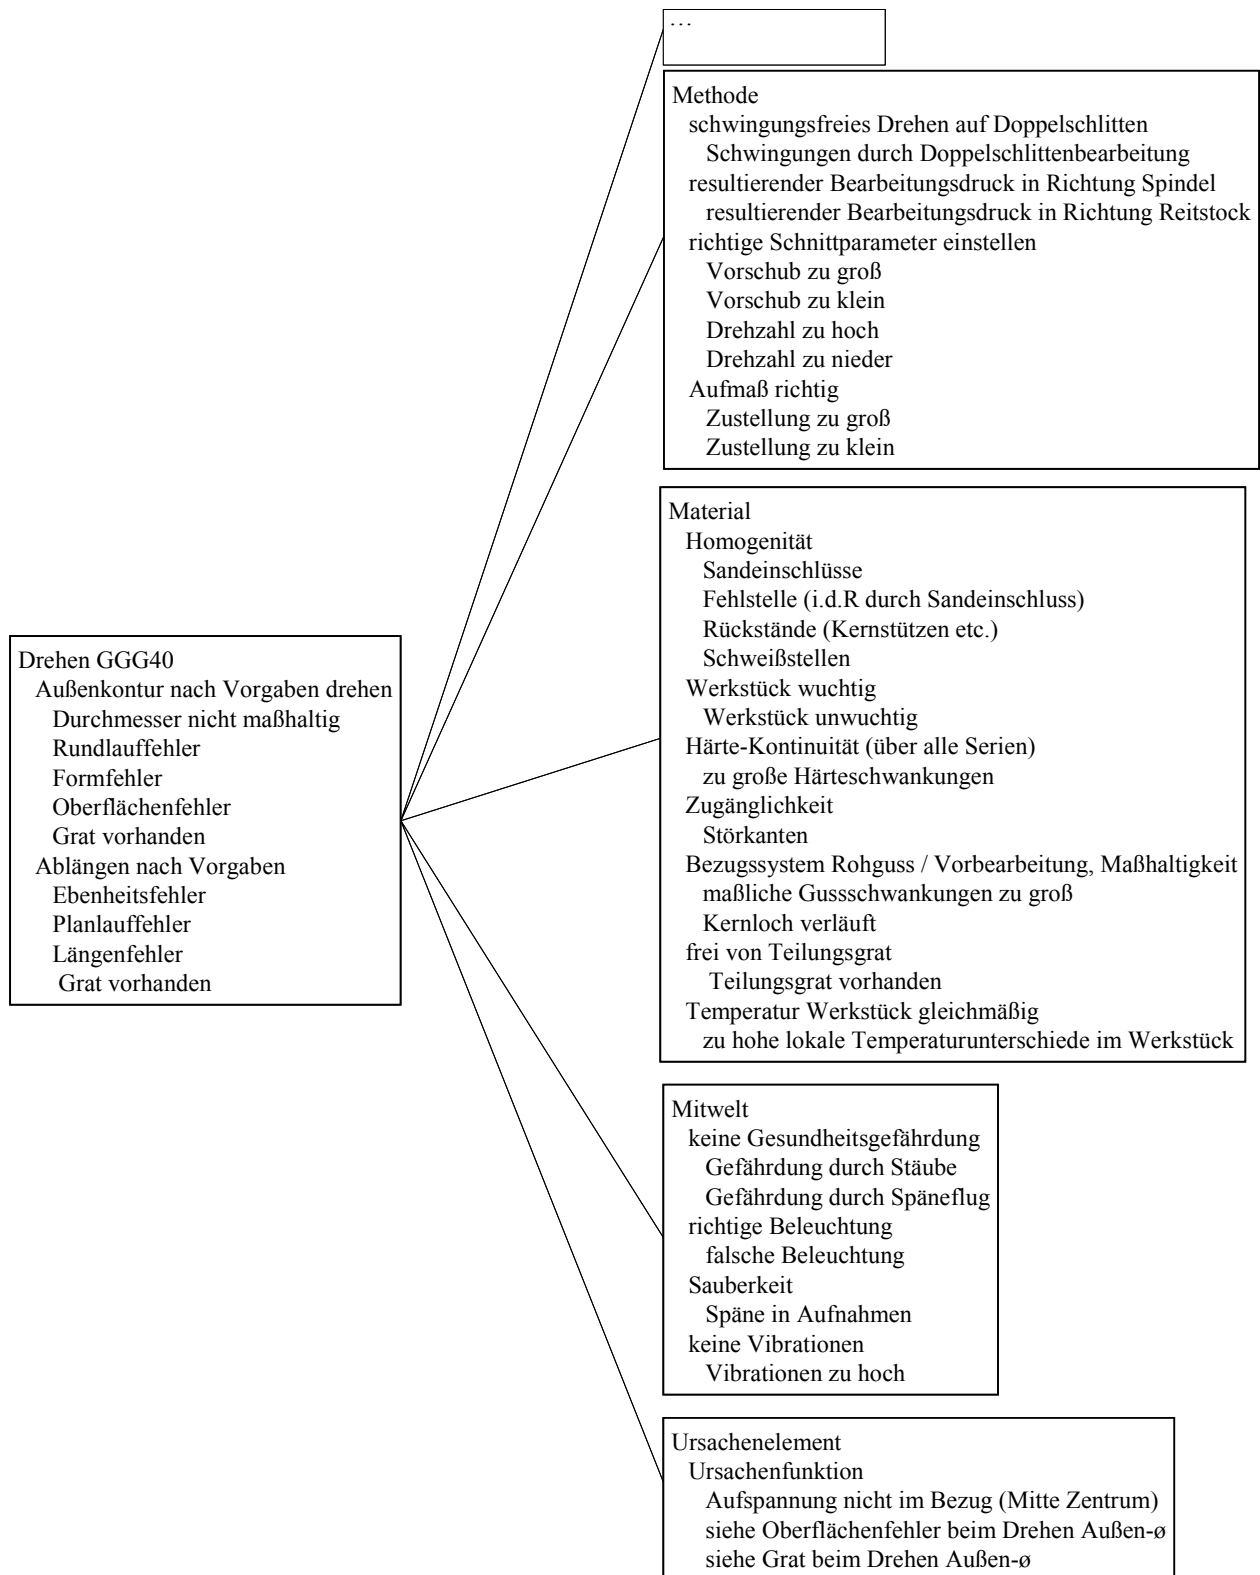 ...
Methode
schwingungsfreies Drehen auf Doppelschlitten
Schwingungen durch Doppelschlittenbearbeitung
resultierender Bearbeitungsdruck in Richtung Spindel
resultierender Bearbeitungsdruck in Richtung Reitstock
richtige Schnittparameter einstellen
Vorschub zu groß
Vorschub zu klein
Drehzahl zu hoch
Drehzahl zu nieder
Aufmaß richtig
Zustellung zu groß
Zustellung zu klein
Drehen GGG40
Außenkontur nach Vorgaben drehen
Durchmesser nicht maßhaltig
Rundlauffehler
Formfehler
Oberflächenfehler
Grat vorhanden
Ablängen nach Vorgaben
Ebenheitsfehler
Planlauffehler
Längenfehler
Grat vorhanden
Material
Homogenität
Sandeinschlüsse
Fehlstelle (i.d.R durch Sandeinschluss)
Rückstände (Kernstützen etc.)
Schweißstellen
Werkstück wuchtig
Werkstück unwuchtig
Härte-Kontinuität (über alle Serien)
zu große Härteschwankungen
Zugänglichkeit
Störkanten
Bezugssystem Rohguss / Vorbearbeitung, Maßhaltigkeit
maßliche Gussschwankungen zu groß
Kernloch verläuft
frei von Teilungsgrat
Teilungsgrat vorhanden
Temperatur Werkstück gleichmäßig
zu hohe lokale Temperaturunterschiede im Werkstück
Mitwelt
keine Gesundheitsgefährdung
Gefährdung durch Stäube
Gefährdung durch Späneflug
richtige Beleuchtung
falsche Beleuchtung
Sauberkeit
Späne in Aufnahmen
keine Vibrationen
Vibrationen zu hoch
Ursachenelement
Ursachenfunktion
Aufspannung nicht im Bezug (Mitte Zentrum)
siehe Oberflächenfehler beim Drehen Außen-ø
siehe Grat beim Drehen Außen-ø